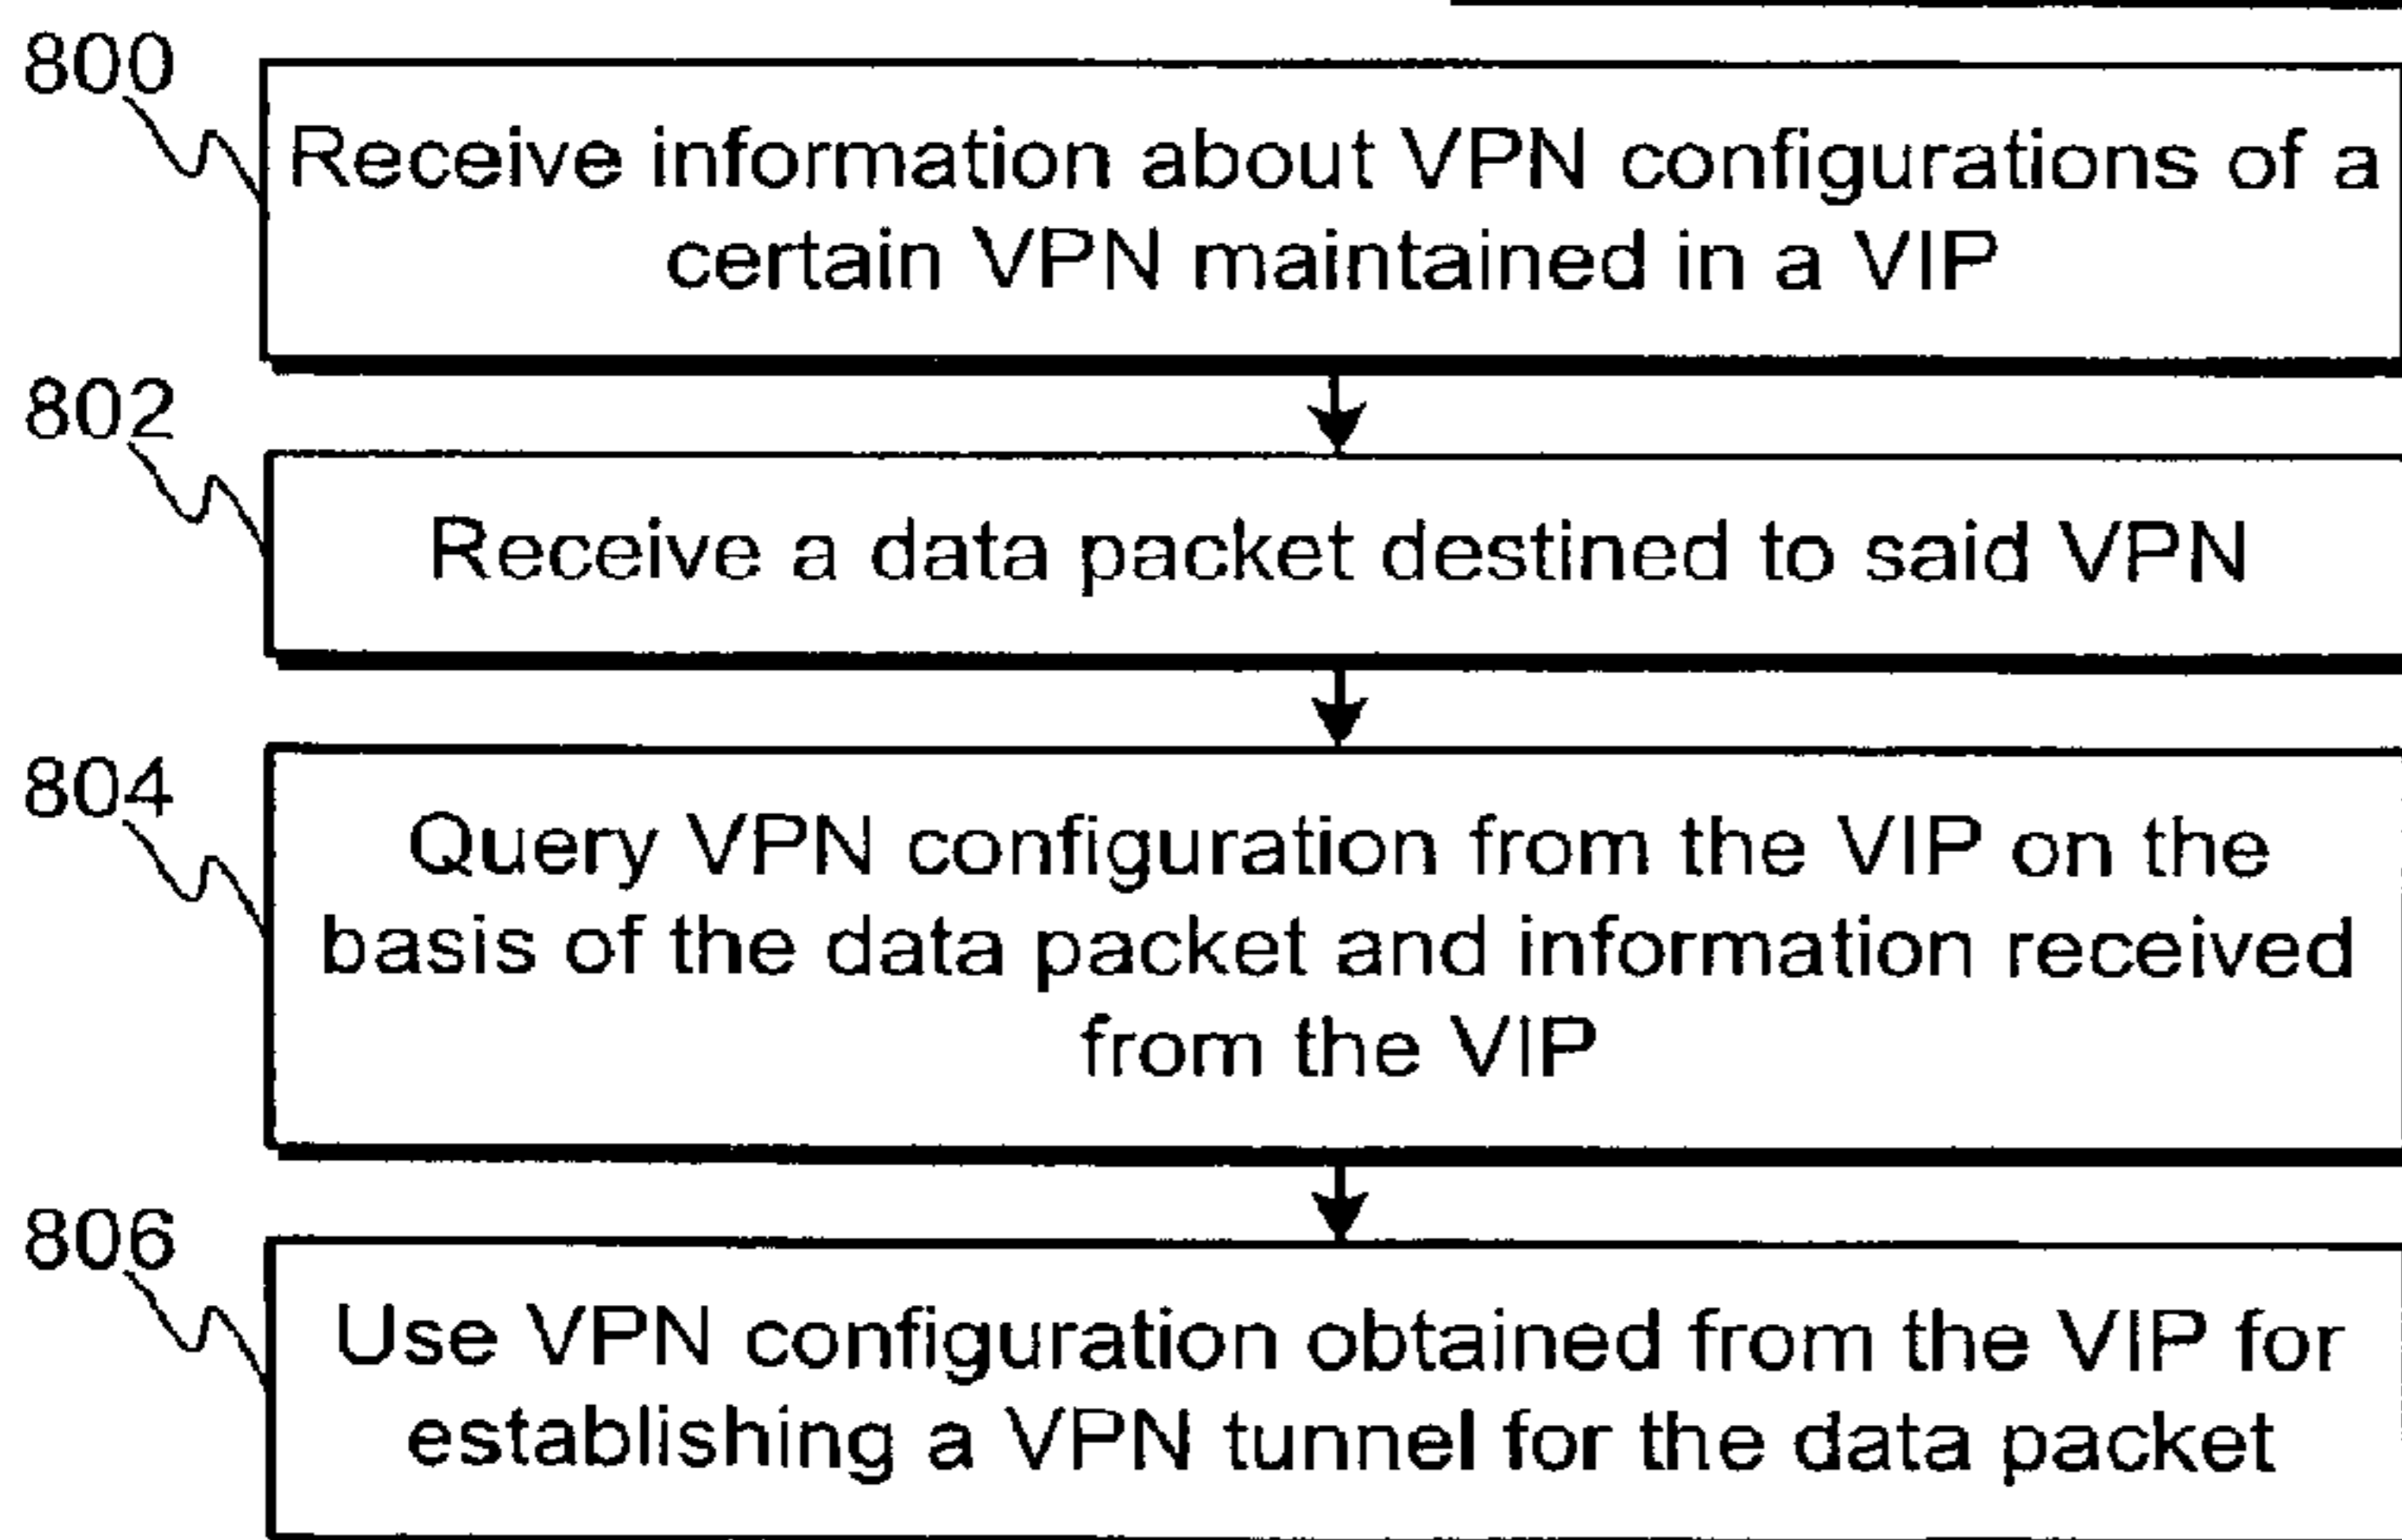 800
Receive information about VPN configurations of a
certain VPN maintained in a VIP
802
Receive a data packet destined to said VPN
804
Query VPN configuration from the VIP on the
basis of the data packet and information received
from the VIP
806
Use VPN configuration obtained from the VIP for
establishing a VPN tunnel for the data packet